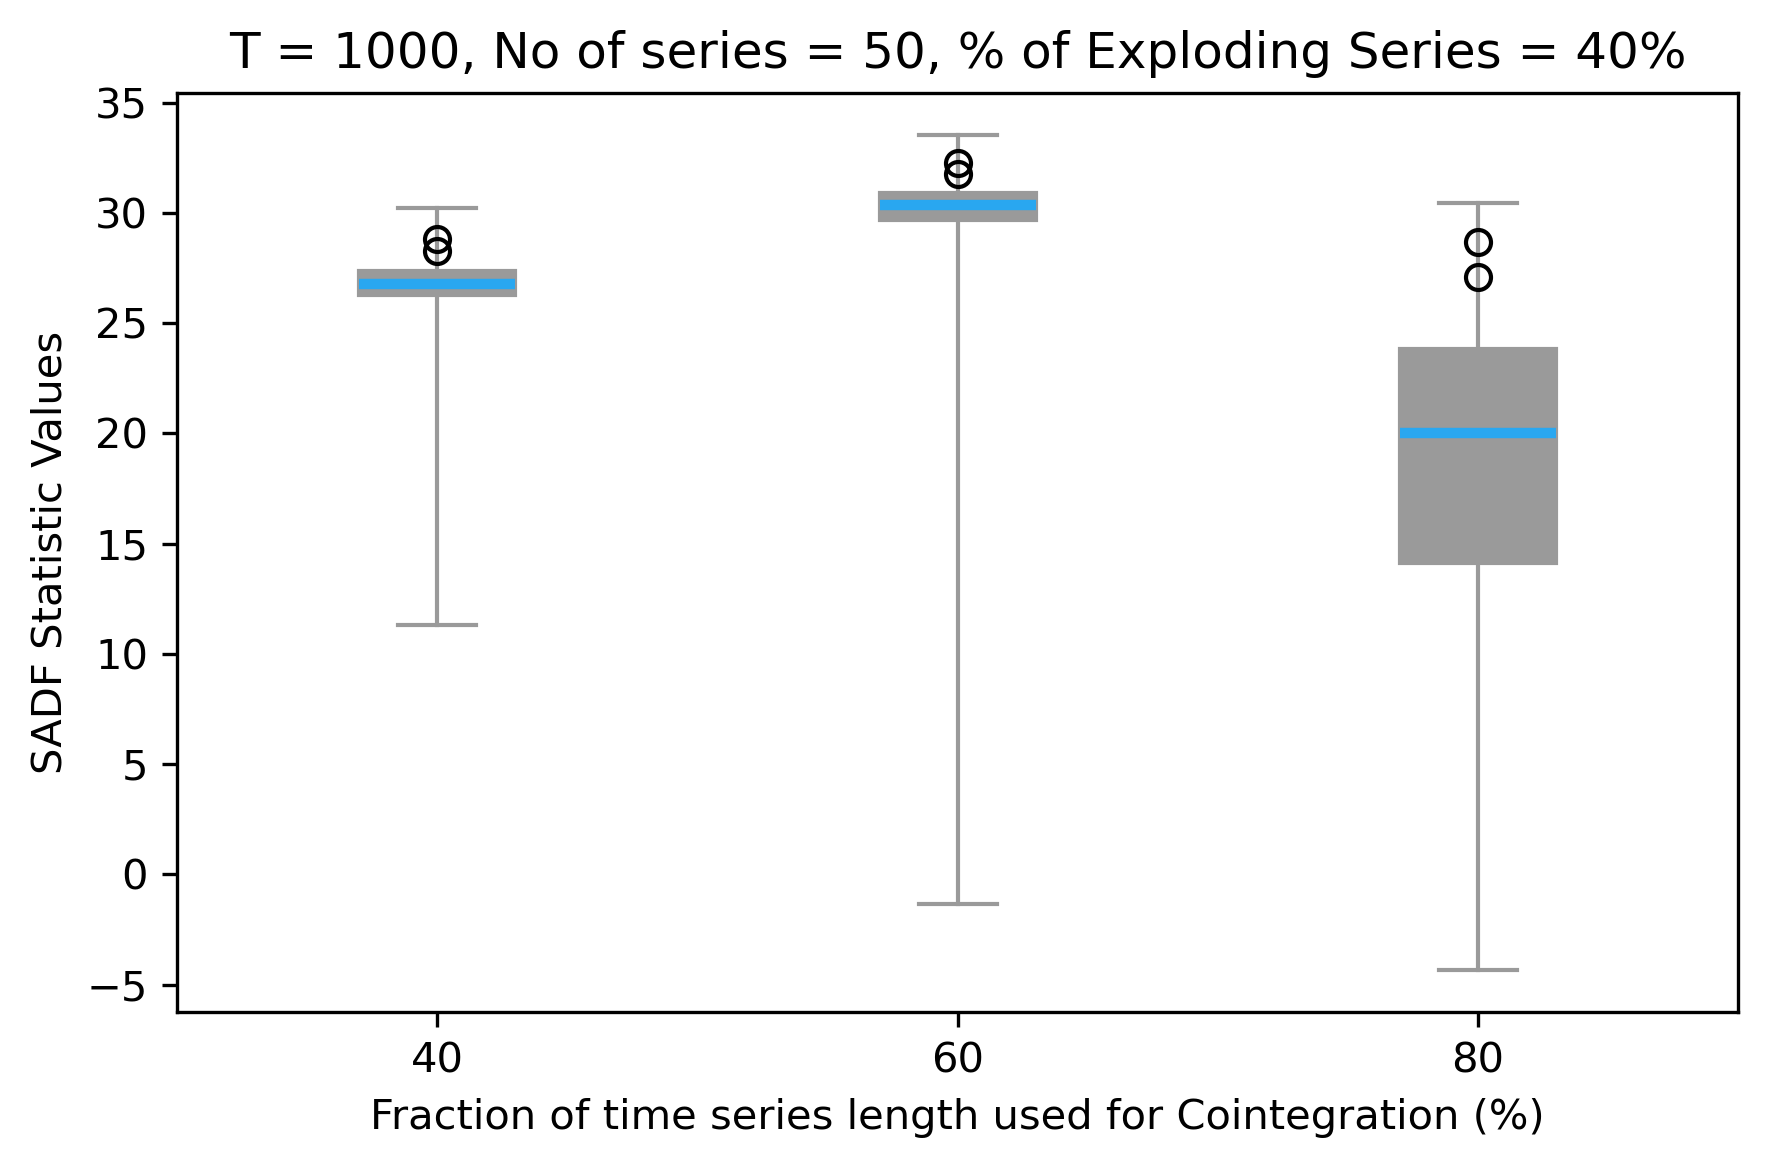 T = 1000, No of series = 50, % of Exploding Series = 40%
35
30
25
20
15
10
5
0
−5
SADF Statistic Values
40 60 80
Fraction of time series length used for Cointegration (%)